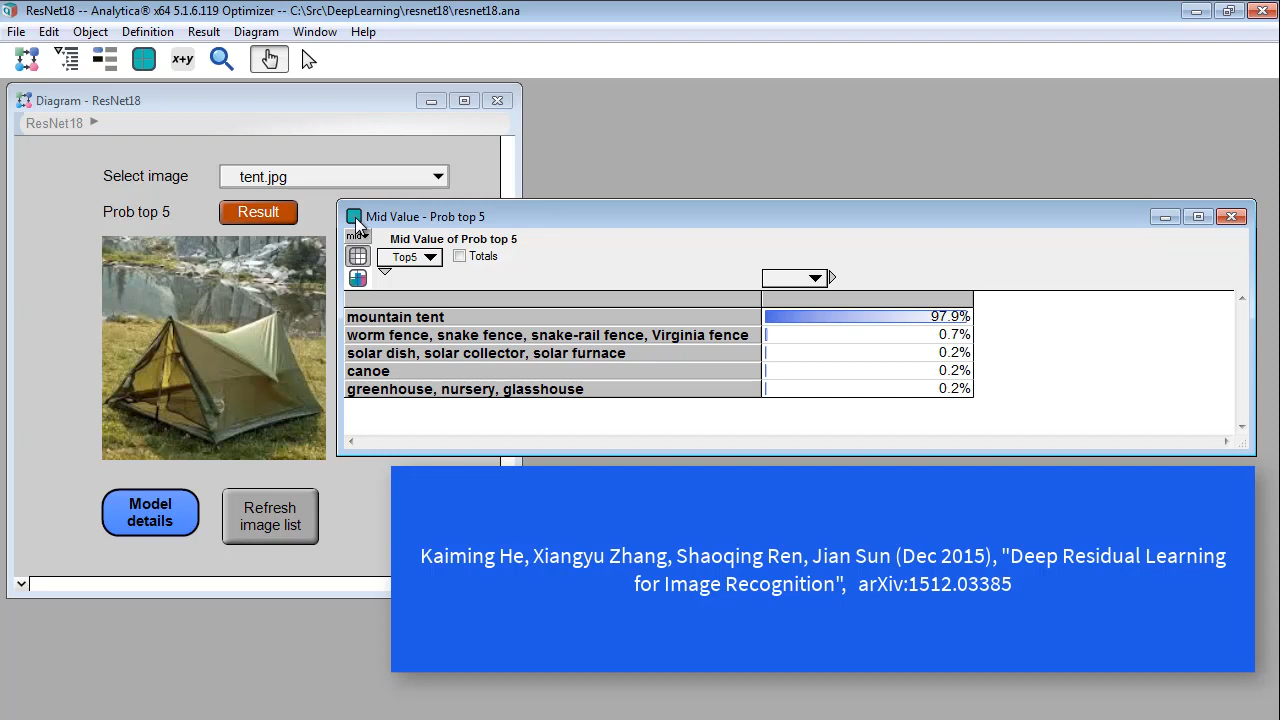 ResNet18 -- Analytica® x64 5.1.6.119 Optimizer -- C:\Src\DeepLearning\resnet18\resnet18.ana
File Edit Object Definition Result Diagram Window Help
x+y
Diagram - ResNet18
ResNet18
Select image tent.jpg
Prob top 5 Result
Mid Value - Prob top 5
mid
Mid Value of Prob top 5
Top5 Totals
mountain tent 97.9%
worm fence, snake fence, snake-rail fence, Virginia fence 0.7%
solar dish, solar collector, solar furnace 0.2%
canoe 0.2%
greenhouse, nursery, glasshouse 0.2%
Model
details
Refresh
image list
Kaiming He, Xiangyu Zhang, Shaoqing Ren, Jian Sun (Dec 2015), "Deep Residual Learning
for Image Recognition", arXiv:1512.03385